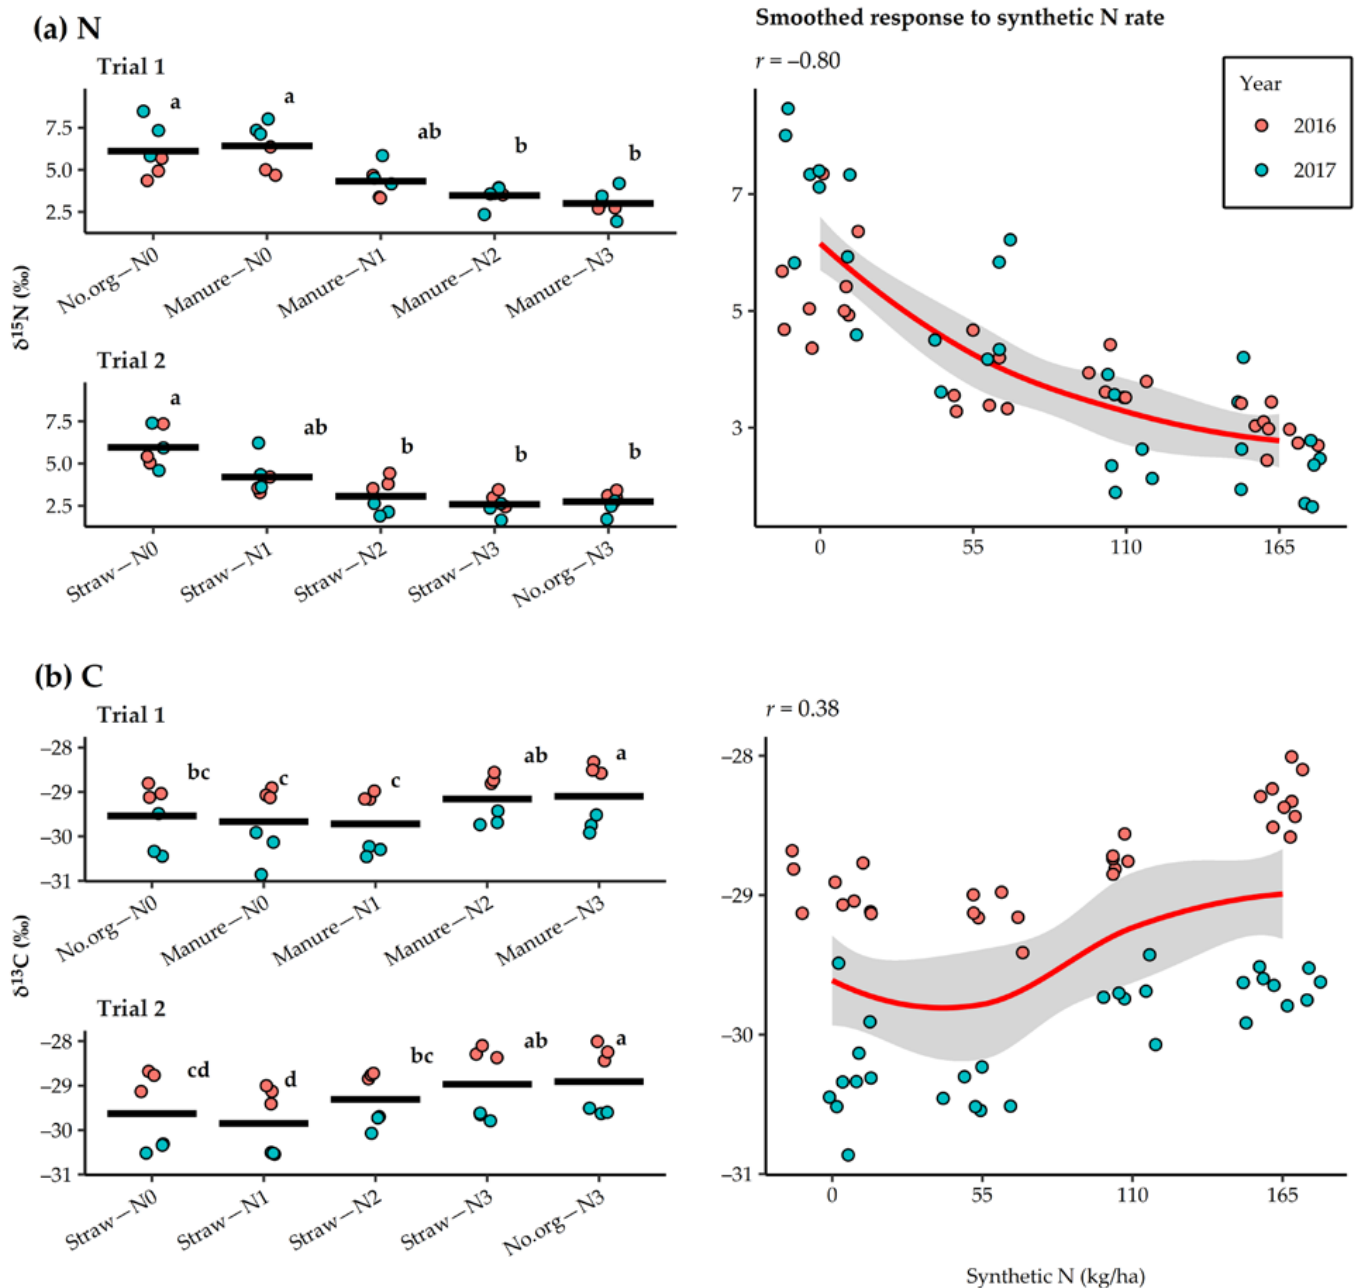 (a) N
Smoothed response to synthetic N rate
Trial 1
r = –0.80
Year
2016
2017
a
a
ab
b
b
7.5
5.0
2.5
No.org—N0
Manure—N0
Manure—N1
Manure—N2
Manure—N3
δ¹⁵N (‰)
Trial 2
a
ab
b
b
b
7.5
5.0
2.5
Straw—N0
Straw—N1
Straw—N2
Straw—N3
No.org—N3
7
5
3
0 55 110 165
(b) C
Trial 1
r = 0.38
bc
c
c
ab
a
–28
–29
–30
–31
No.org—N0
Manure—N0
Manure—N1
Manure—N2
Manure—N3
δ¹³C (‰)
Trial 2
cd
d
bc
ab
a
–28
–29
–30
–31
Straw—N0
Straw—N1
Straw—N2
Straw—N3
No.org—N3
–28
–29
–30
–31
0 55 110 165
Synthetic N (kg/ha)